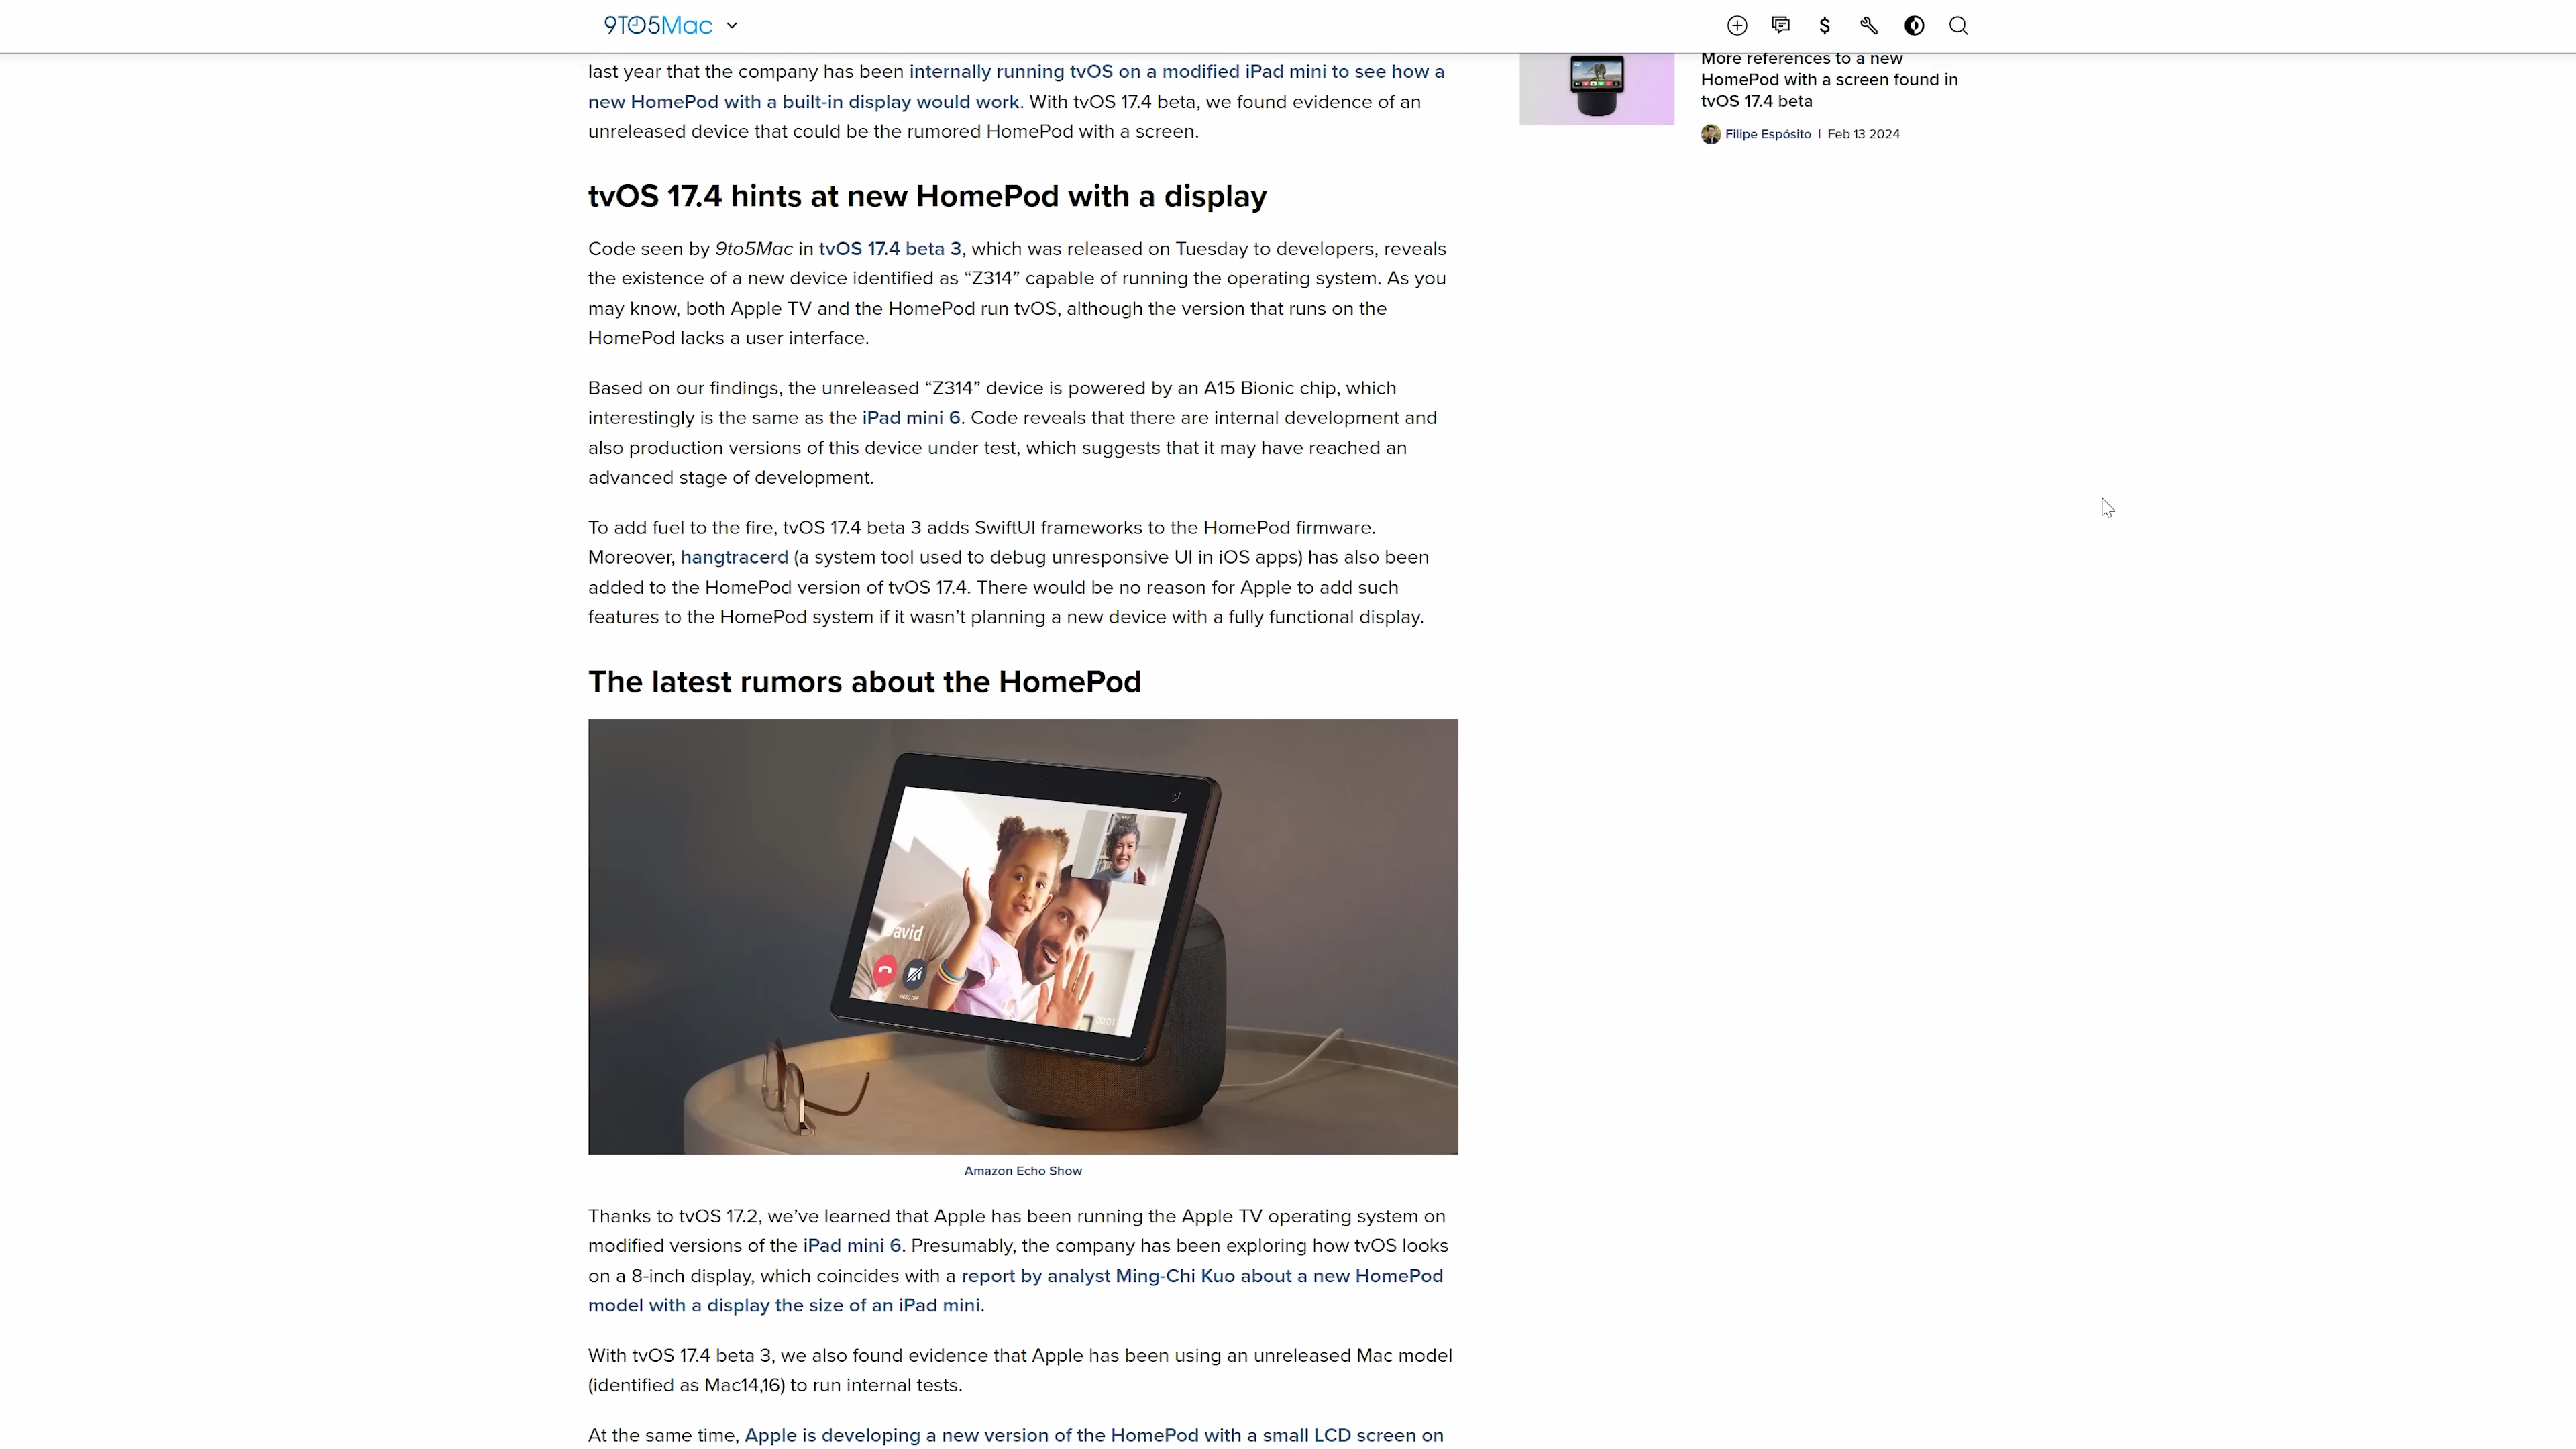 9TO5Mac
last year that the company has been internally running tvOS on a modified iPad mini to see how a
new HomePod with a built-in display would work. With tvOS 17.4 beta, we found evidence of an
unreleased device that could be the rumored HomePod with a screen.
More references to a new
HomePod with a screen found in
tvOS 17.4 beta
Filipe Espósito | Feb 13 2024
tvOS 17.4 hints at new HomePod with a display
Code seen by 9to5Mac in tvOS 17.4 beta 3, which was released on Tuesday to developers, reveals
the existence of a new device identified as “Z314” capable of running the operating system. As you
may know, both Apple TV and the HomePod run tvOS, although the version that runs on the
HomePod lacks a user interface.
Based on our findings, the unreleased “Z314” device is powered by an A15 Bionic chip, which
interestingly is the same as the iPad mini 6. Code reveals that there are internal development and
also production versions of this device under test, which suggests that it may have reached an
advanced stage of development.
To add fuel to the fire, tvOS 17.4 beta 3 adds SwiftUI frameworks to the HomePod firmware.
Moreover, hangtracerd (a system tool used to debug unresponsive UI in iOS apps) has also been
added to the HomePod version of tvOS 17.4. There would be no reason for Apple to add such
features to the HomePod system if it wasn’t planning a new device with a fully functional display.
The latest rumors about the HomePod
avid
VIDEO OFF
00:01
Amazon Echo Show
Thanks to tvOS 17.2, we’ve learned that Apple has been running the Apple TV operating system on
modified versions of the iPad mini 6. Presumably, the company has been exploring how tvOS looks
on a 8-inch display, which coincides with a report by analyst Ming-Chi Kuo about a new HomePod
model with a display the size of an iPad mini.
With tvOS 17.4 beta 3, we also found evidence that Apple has been using an unreleased Mac model
(identified as Mac14,16) to run internal tests.
At the same time, Apple is developing a new version of the HomePod with a small LCD screen on